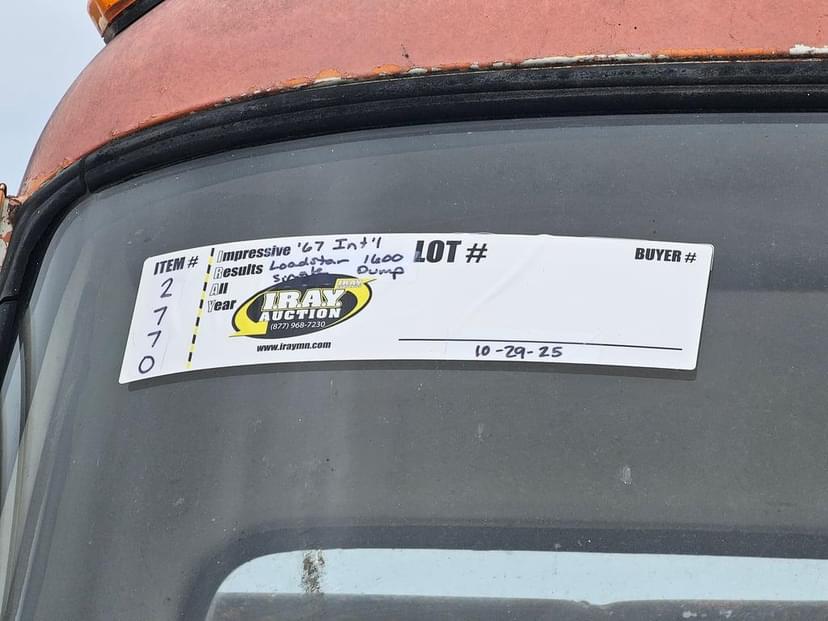 ITEM #
2
7
7
0
Impressive '67 Int'l
Results Loadstar 1600
All Single Dump
Year
IRAY
IRAY
AUCTION
(877) 968-7230
www.iraymn.com
LOT #
BUYER #
10-29-25